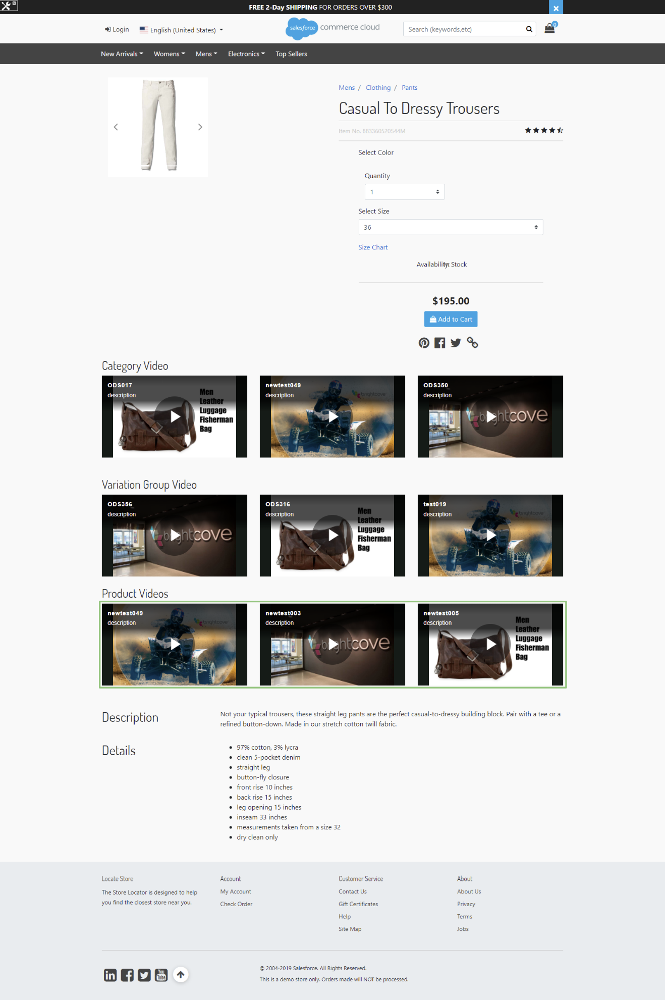 FREE 2-Day SHIPPING FOR ORDERS OVER $300
Login
English (United States)
salesforce commerce cloud
Search (keywords,etc)
0
New Arrivals Womens Mens Electronics Top Sellers
Mens / Clothing / Pants
Casual To Dressy Trousers
Item No. 883360520544M
Select Color
Quantity
1
Select Size
36
Size Chart
Availability: In Stock
$195.00
Add to Cart
Category Video
ODS017
description
Men
Leather
Luggage
Fisherman
Bag
newtest049
description
brightcove
ODS350
description
brightcove
Variation Group Video
ODS356
description
brightcove
ODS316
description
Men
Leather
Luggage
Fisherman
Bag
test019
description
brightcove
Product Videos
newtest049
description
brightcove
newtest003
description
brightcove
newtest005
description
Men
Leather
Luggage
Fisherman
Bag
Description
Not your typical trousers, these straight leg pants are the perfect casual-to-dressy building block. Pair with a tee or a
refined button-down. Made in our stretch cotton twill fabric.
Details
97% cotton, 3% lycra
clean 5-pocket denim
straight leg
button-fly closure
front rise 10 inches
back rise 15 inches
leg opening 15 inches
inseam 33 inches
measurements taken from a size 32
dry clean only
Locate Store
The Store Locator is designed to help
you find the closest store near you.
Account
My Account
Check Order
Customer Service
Contact Us
Gift Certificates
Help
Site Map
About
About Us
Privacy
Terms
Jobs
in
You
Tube
© 2004-2019 Salesforce. All Rights Reserved.
This is a demo store only. Orders made will NOT be processed.